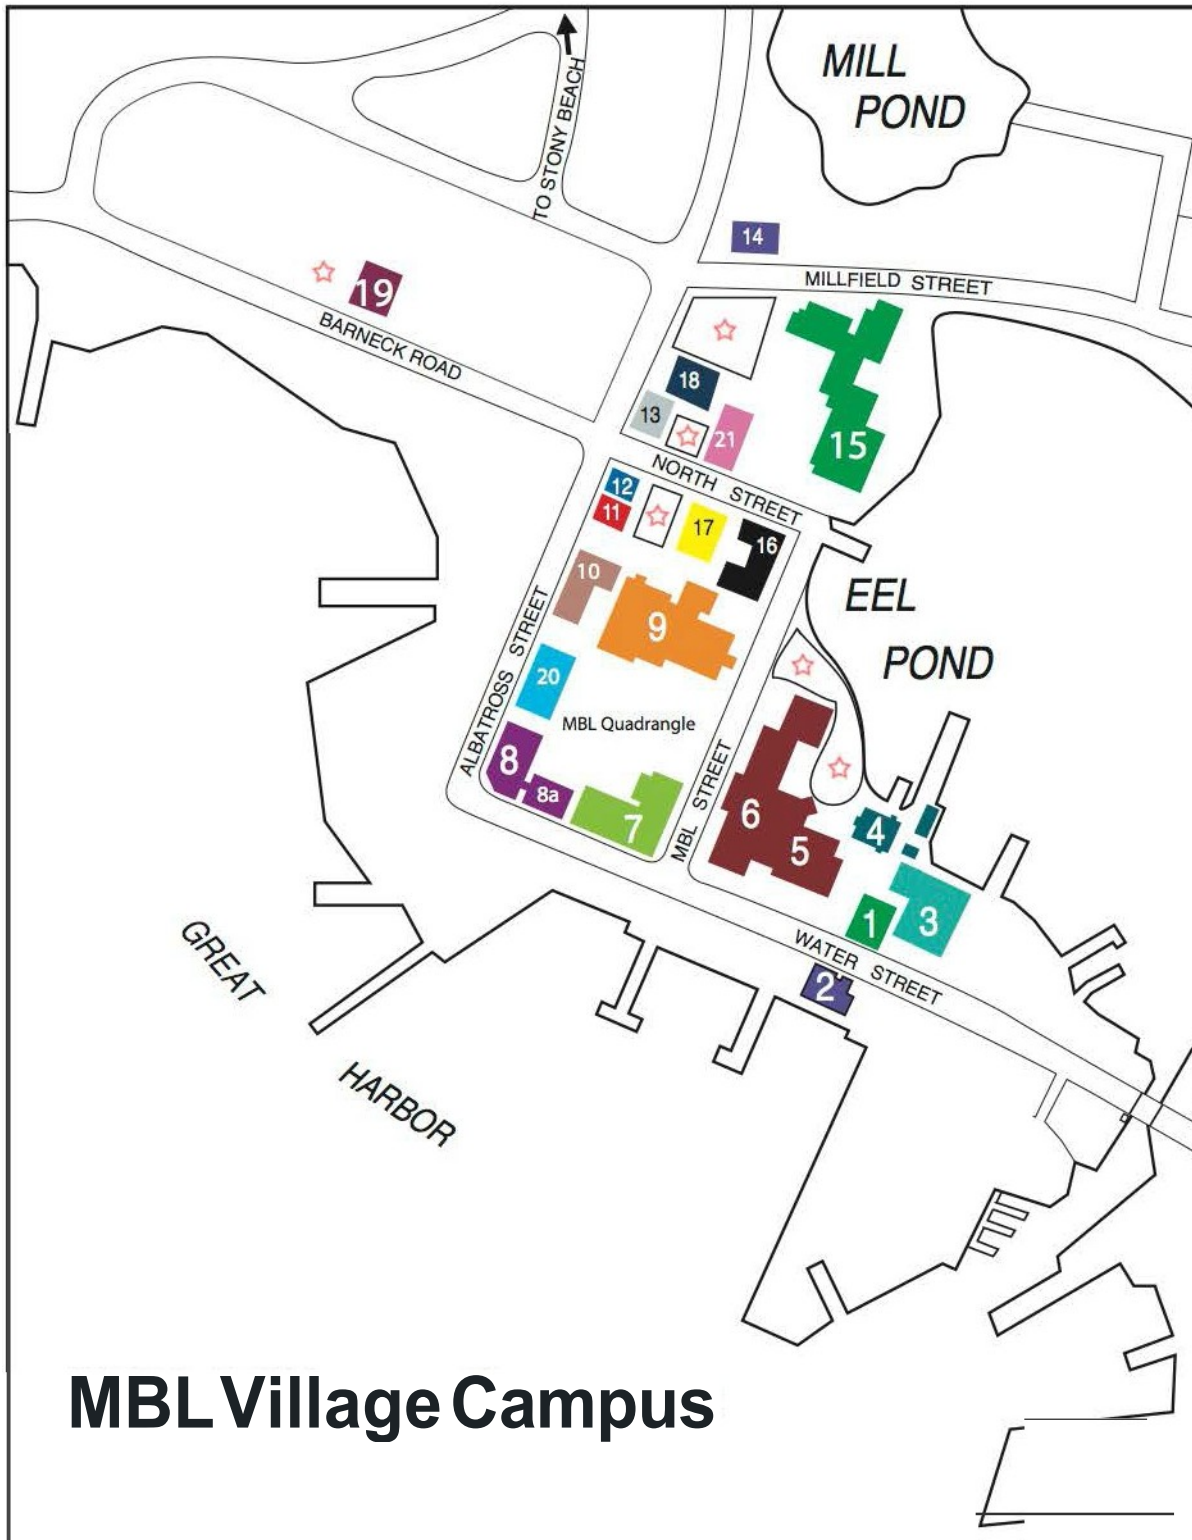 MILL
POND
TO STONY BEACH
14
MILLFIELD STREET
19
BARNECK ROAD
18
13
21
15
NORTH STREET
12
11
17
16
10
9
EEL
POND
ALBATROSS STREET
20
MBL Quadrangle
8
8a
7
MBL STREET
6
5
4
1
3
WATER STREET
2
GREAT
HARBOR
MBL Village Campus